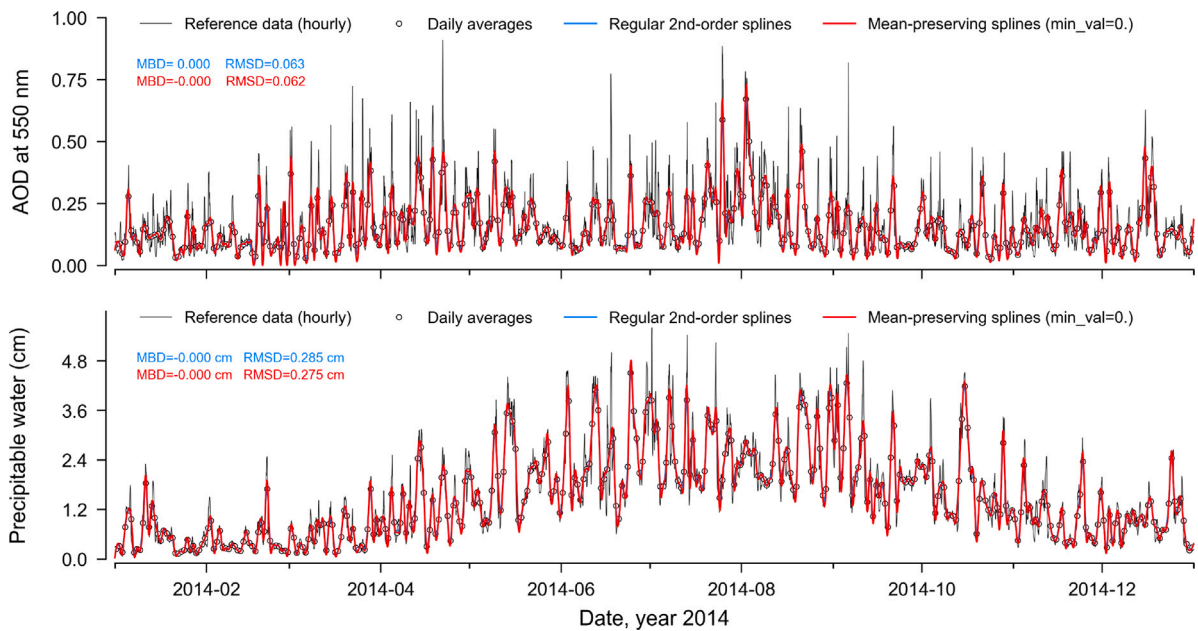 Reference data (hourly) Daily averages Regular 2nd-order splines Mean-preserving splines (min_val=0.)
MBD= 0.000 RMSD=0.063
MBD=-0.000 RMSD=0.062
AOD at 550 nm
1.00
0.75
0.50
0.25
0.00
Reference data (hourly) Daily averages Regular 2nd-order splines Mean-preserving splines (min_val=0.)
MBD=-0.000 cm RMSD=0.285 cm
MBD=-0.000 cm RMSD=0.275 cm
Precipitable water (cm)
4.8
3.6
2.4
1.2
0.0
2014-02 2014-04 2014-06 2014-08 2014-10 2014-12
Date, year 2014